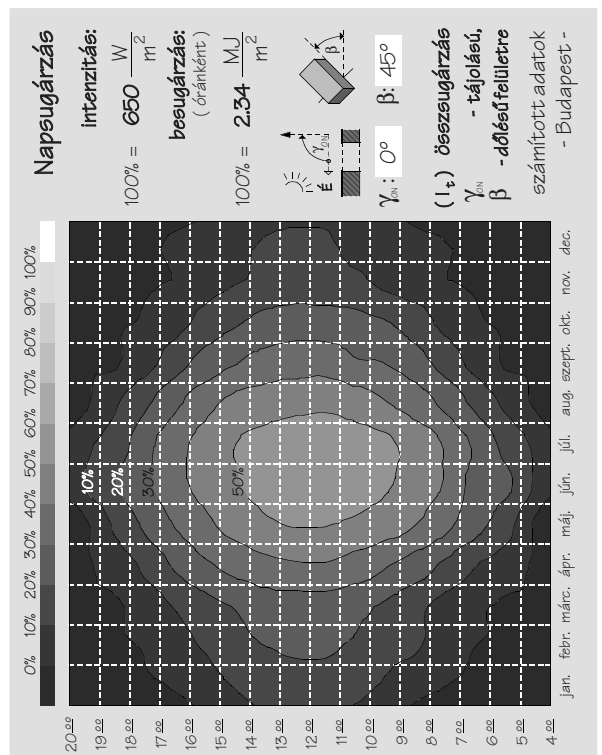 Napsugárzás
intenzitás:
100% = 650 W / m²
besugárzás:
( óránként )
100% = 2.34 MJ / m²
É
γON
β
γON : 0°
β: 45°
(It) összsugárzás
γON - tájolású,
β - dőlésű felületre
számított adatok
- Budapest -
0% 10% 20% 30% 40% 50% 60% 70% 80% 90% 100%
10%
20%
30%
50%
20.00
19.00
18.00
17.00
16.00
15.00
14.00
13.00
12.00
11.00
10.00
9.00
8.00
7.00
6.00
5.00
4.00
jan. febr. márc. ápr. máj. jún. júl. aug. szept. okt. nov. dec.